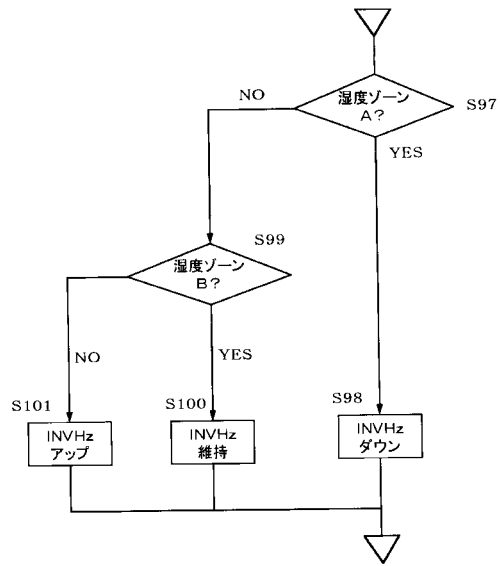 湿度ゾーン
A?
S97
NO
YES
S99
湿度ゾーン
B?
NO
YES
S101
S100
S98
INVHz
アップ
INVHz
維持
INVHz
ダウン